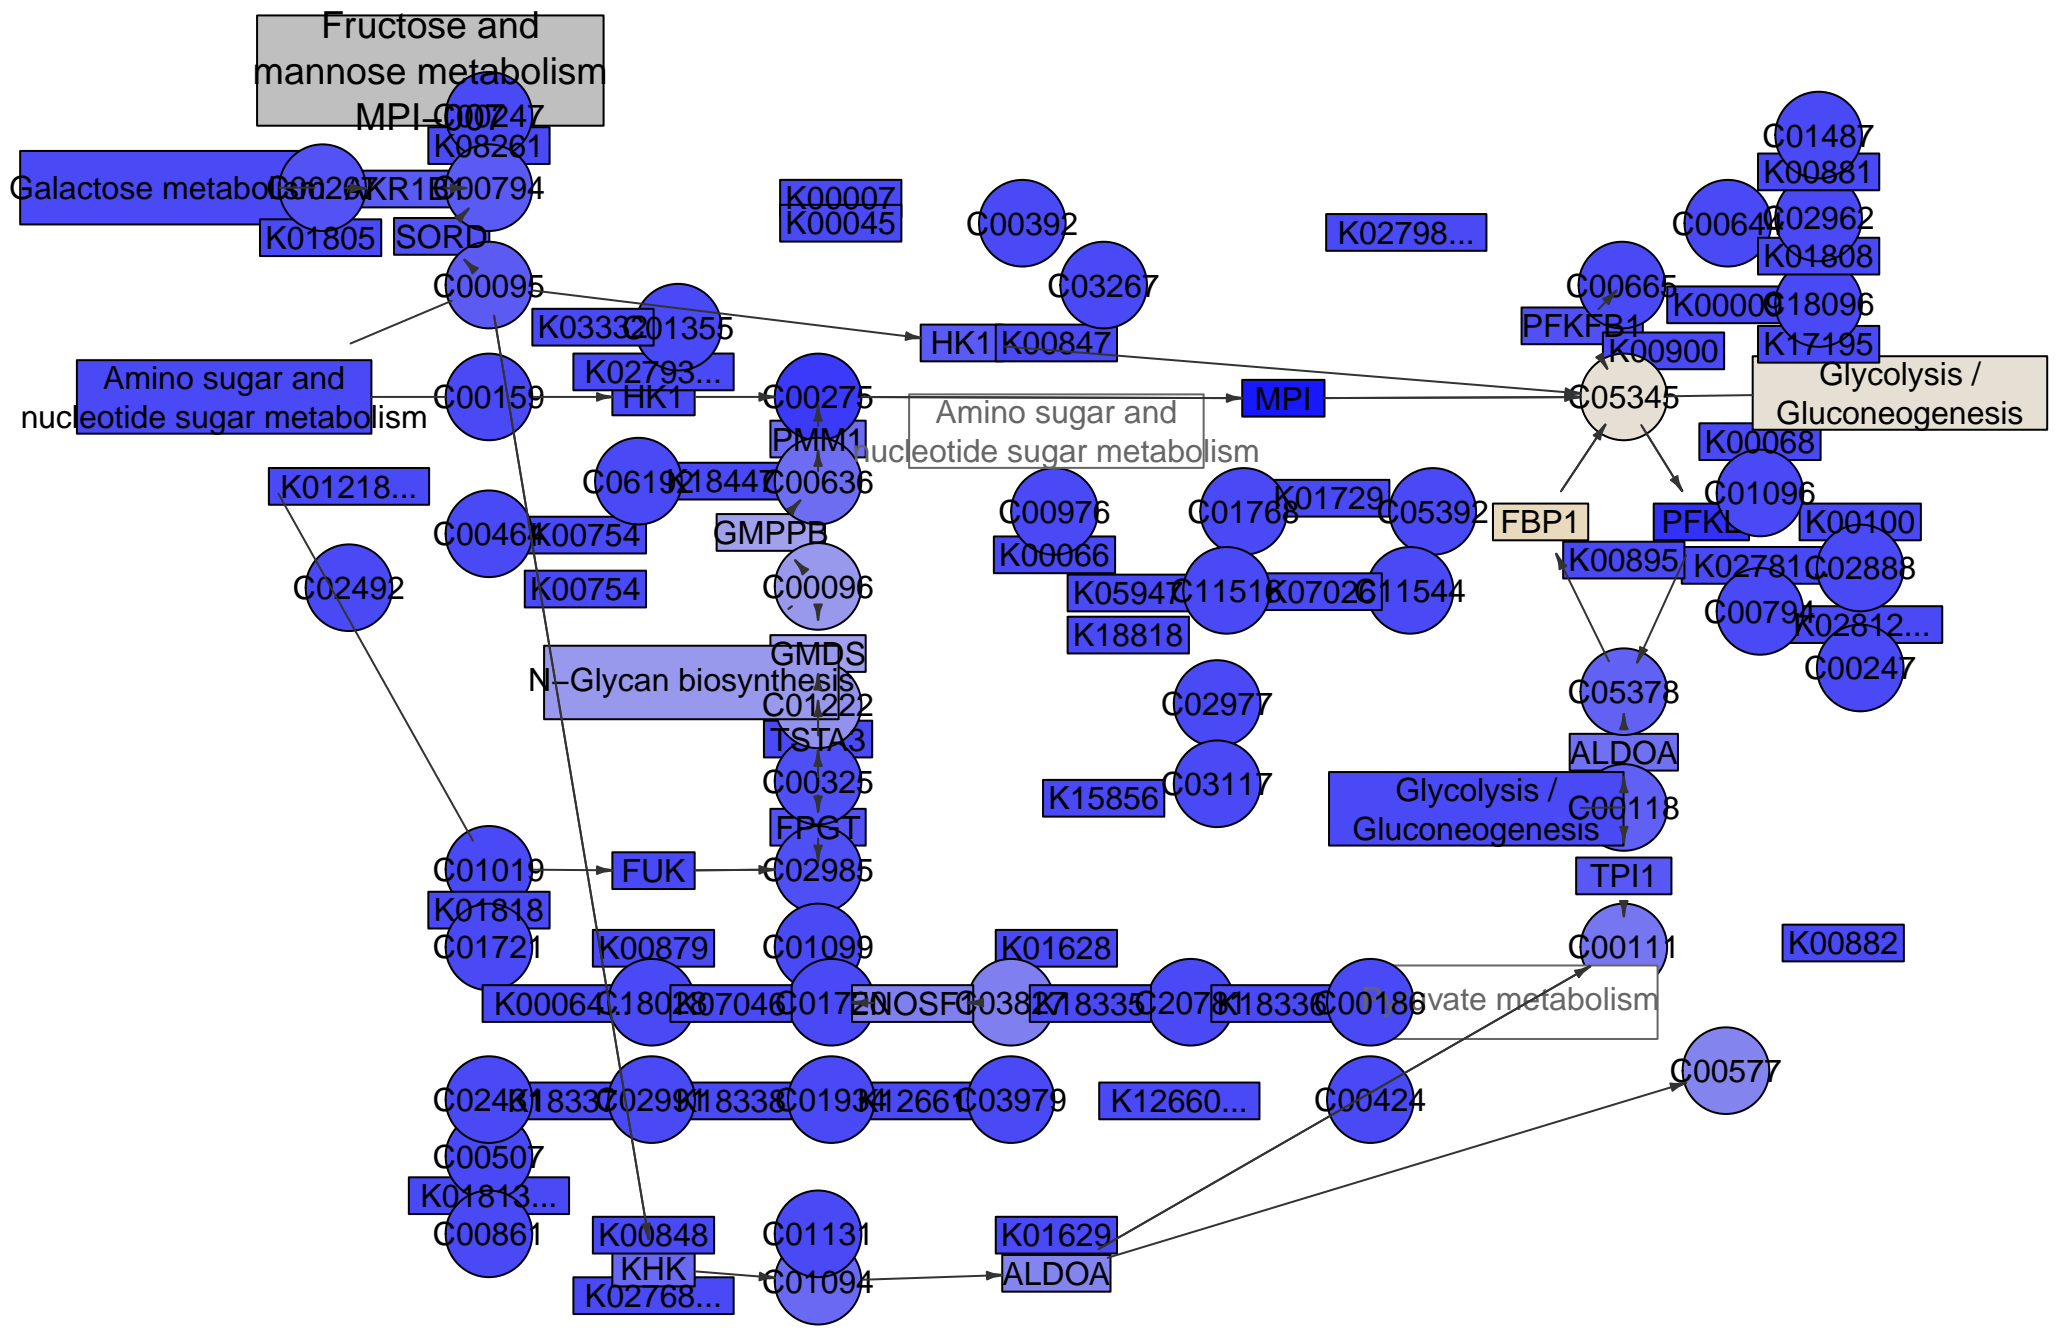 Fructose and
mannose metabolism
MPI–007
C00247
K08261
Galactose metabolism
AKR1B1
C00794
K01805
SORD
C00095
K00007
K00045
C00392
C03267
K02798...
C01487
K00881
C00644
C02962
K01808
C00665
K00009
C18096
PFKFB1
K00900
K17195
K03332
C01355
K02793...
HK1
K00847
Amino sugar and
nucleotide sugar metabolism
C00159
HK1
C00275
Amino sugar and
nucleotide sugar metabolism
MPI
C05345
Glycolysis /
Gluconeogenesis
PMM1
K00068
K01218...
C06192
K18447
C00636
C01096
C00464
K00754
GMPPB
C00976
K00066
C01768
K01729
C05392
FBP1
PFKL
K00100
C02492
K00754
C00096
K05947
C11516
K07026
C11544
K18818
K00895
K02781...
C02888
C00794
K02812...
C00247
GMDS
N–Glycan biosynthesis
C01222
TSTA3
C00325
FPGT
C02977
C03117
K15856
C05378
ALDOA
Glycolysis /
Gluconeogenesis
C00118
TPI1
C01019
FUK
C02985
K01818
C01721
K00879
C01099
K01628
C00111
K00882
K00064...
C18028
K07046
C01720
ENOSF1
C03827
K18335
C20781
K18336
C00186
metabolism
C02431
K18337
C02991
K18338
C01934
K12661
C03979
K12660...
C00424
C00577
C00507
K01813...
C00861
K00848
KHK
K02768...
C01131
C01094
K01629
ALDOA